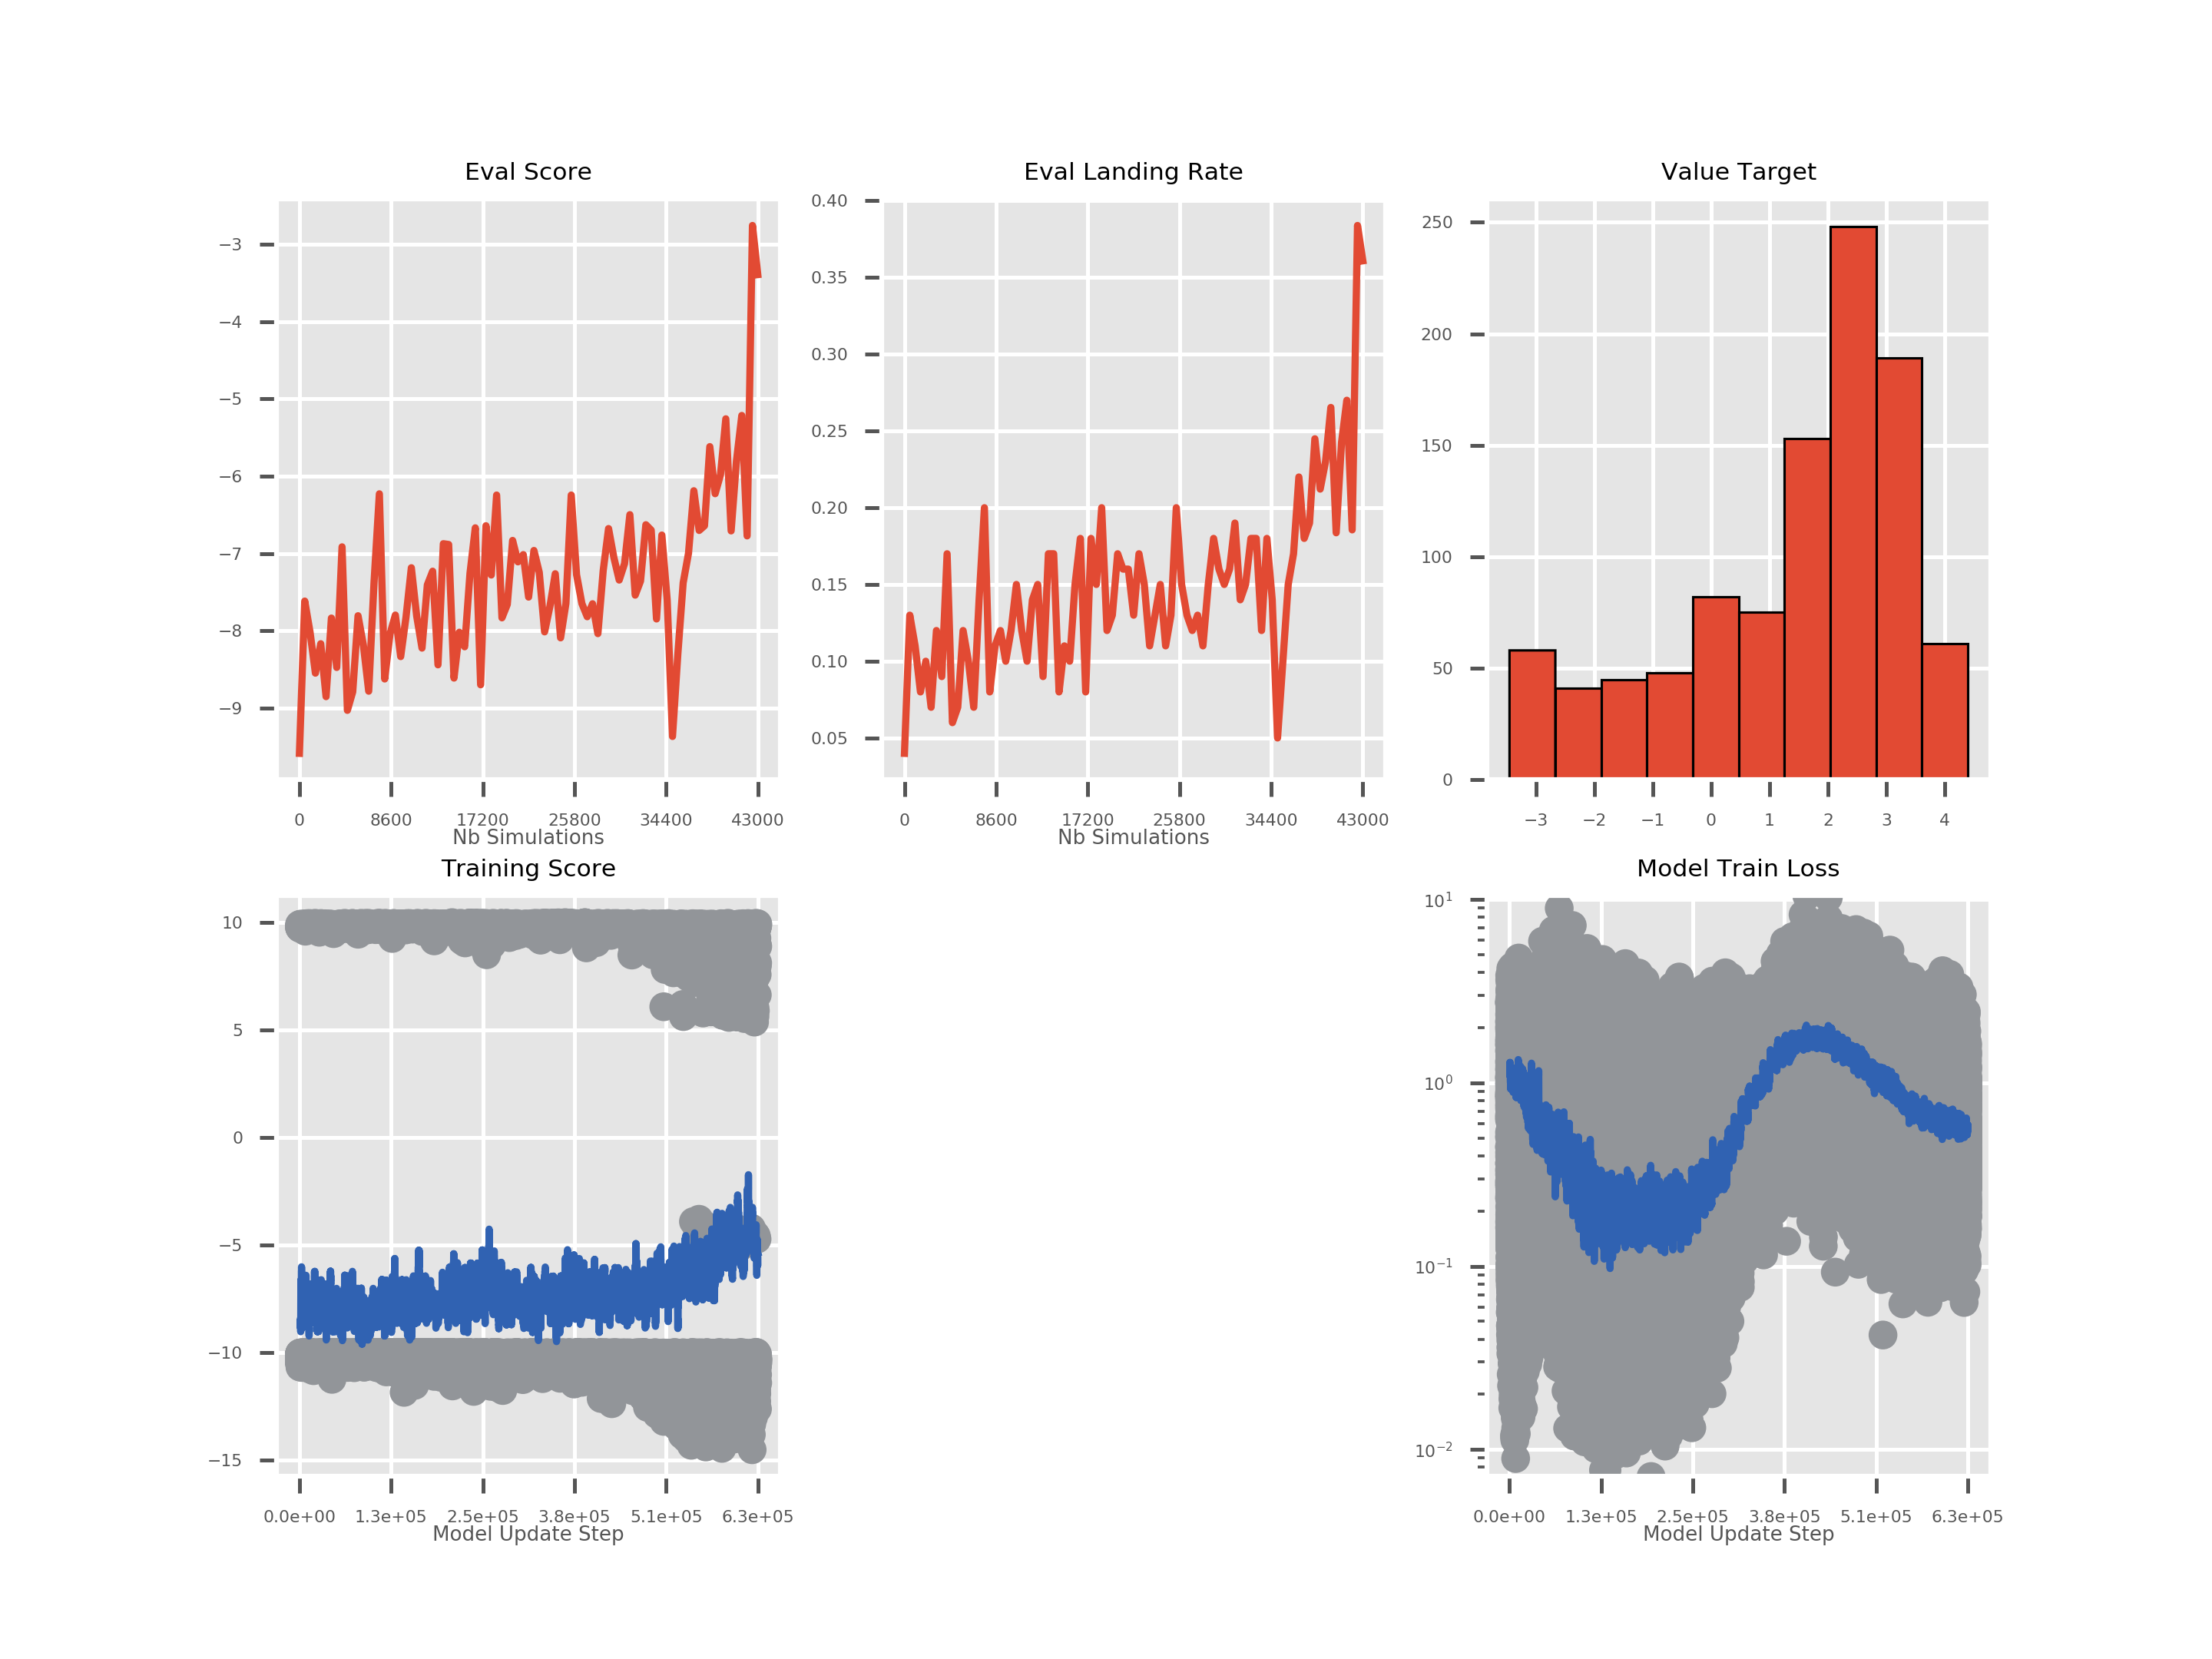 Eval Score
−3
−4
−5
−6
−7
−8
−9
0 8600 17200 25800 34400 43000
Nb Simulations
Eval Landing Rate
0.40
0.35
0.30
0.25
0.20
0.15
0.10
0.05
0 8600 17200 25800 34400 43000
Nb Simulations
Value Target
250
200
150
100
50
0
−3 −2 −1 0 1 2 3 4
Training Score
10
5
0
−5
−10
−15
0.0e+00 1.3e+05 2.5e+05 3.8e+05 5.1e+05 6.3e+05
Model Update Step
Model Train Loss
10¹
10⁰
10⁻¹
10⁻²
0.0e+00 1.3e+05 2.5e+05 3.8e+05 5.1e+05 6.3e+05
Model Update Step